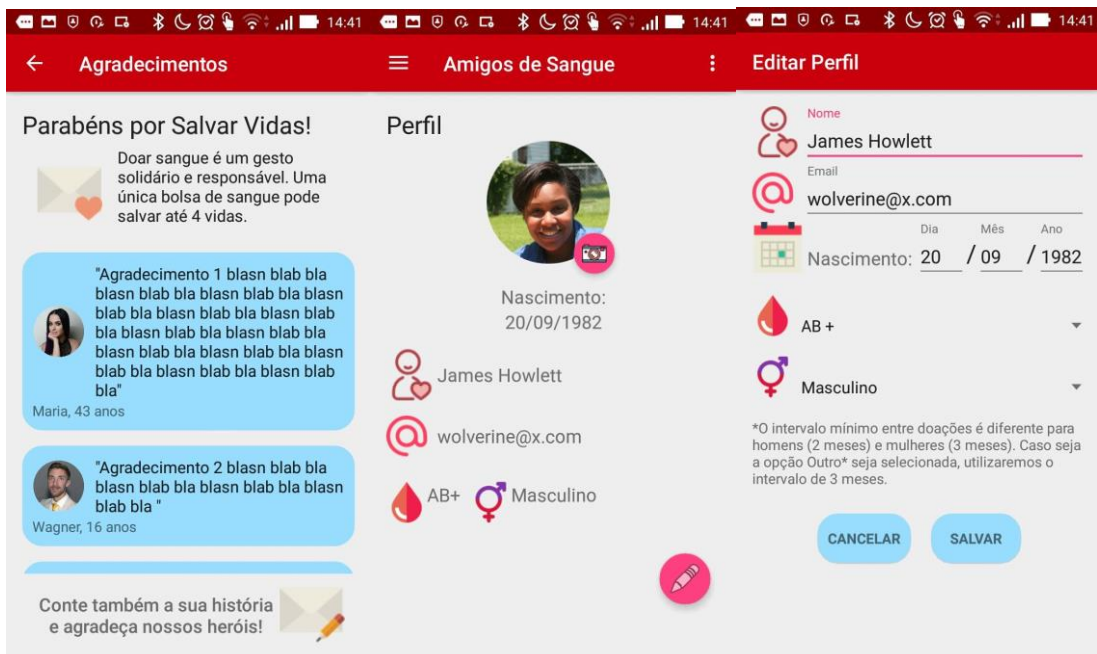 14:41
Agradecimentos
Parabéns por Salvar Vidas!
Doar sangue é um gesto
solidário e responsável. Uma
única bolsa de sangue pode
salvar até 4 vidas.
"Agradecimento 1 blasn blab bla
blasn blab bla blasn blab bla blasn
blab bla blasn blab bla blasn blab
bla blasn blab bla blasn blab bla
blasn blab bla blasn blab bla blasn
blab bla blasn blab bla blasn blab
bla"
Maria, 43 anos
"Agradecimento 2 blasn blab bla
blasn blab bla blasn blab bla blasn
blab bla "
Wagner, 16 anos
Conte também a sua história
e agradeça nossos heróis!
14:41
Amigos de Sangue
Perfil
Nascimento:
20/09/1982
James Howlett
wolverine@x.com
AB+ Masculino
14:41
Editar Perfil
Nome
James Howlett
Email
wolverine@x.com
Dia Mês Ano
Nascimento: 20 / 09 / 1982
AB +
Masculino
*O intervalo mínimo entre doações é diferente para
homens (2 meses) e mulheres (3 meses). Caso seja
a opção Outro* seja selecionada, utilizaremos o
intervalo de 3 meses.
CANCELAR SALVAR